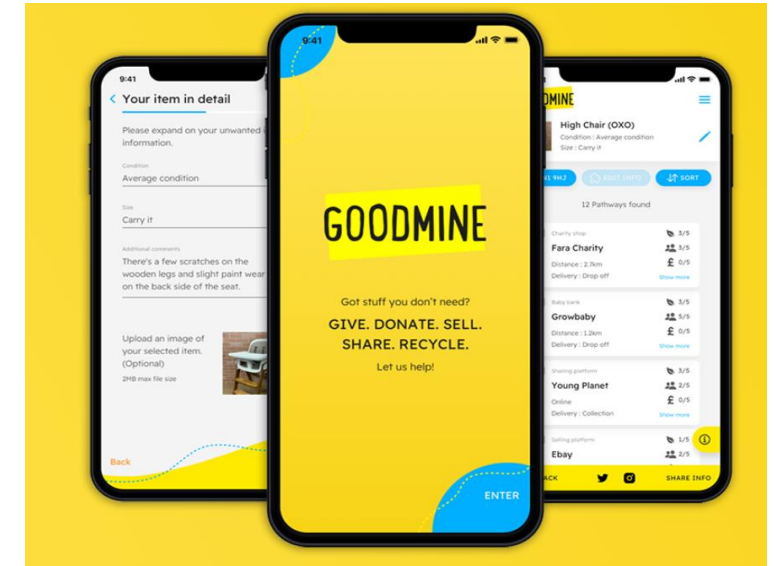 9:41
Your item in detail
Please expand on your unwanted
information.
Condition
Average condition
Size
Carry it
Additional comments
There's a few scratches on the
wooden legs and slight paint wear
on the back side of the seat.
Upload an image of
your selected item.
(Optional)
2MB max file size
Back
9:41
GOODMINE
Got stuff you don't need?
GIVE. DONATE. SELL.
SHARE. RECYCLE.
Let us help!
ENTER
DMINE
High Chair (OXO)
Condition : Average condition
Size : Carry it
N1 9HJ EDIT INFO SORT
12 Pathways found
Charity shop 3/5
Fara Charity 3/5
Distance : 2.7km £ 0/5
Delivery : Drop off Show more
Baby bank 3/5
Growbaby 5/5
Distance : 1.2km £ 0/5
Delivery : Drop off Show more
Sharing platform 3/5
Young Planet 2/5
Online £ 0/5
Delivery : Collection Show more
Selling platform 1/5
Ebay 2/5
ACK SHARE INFO